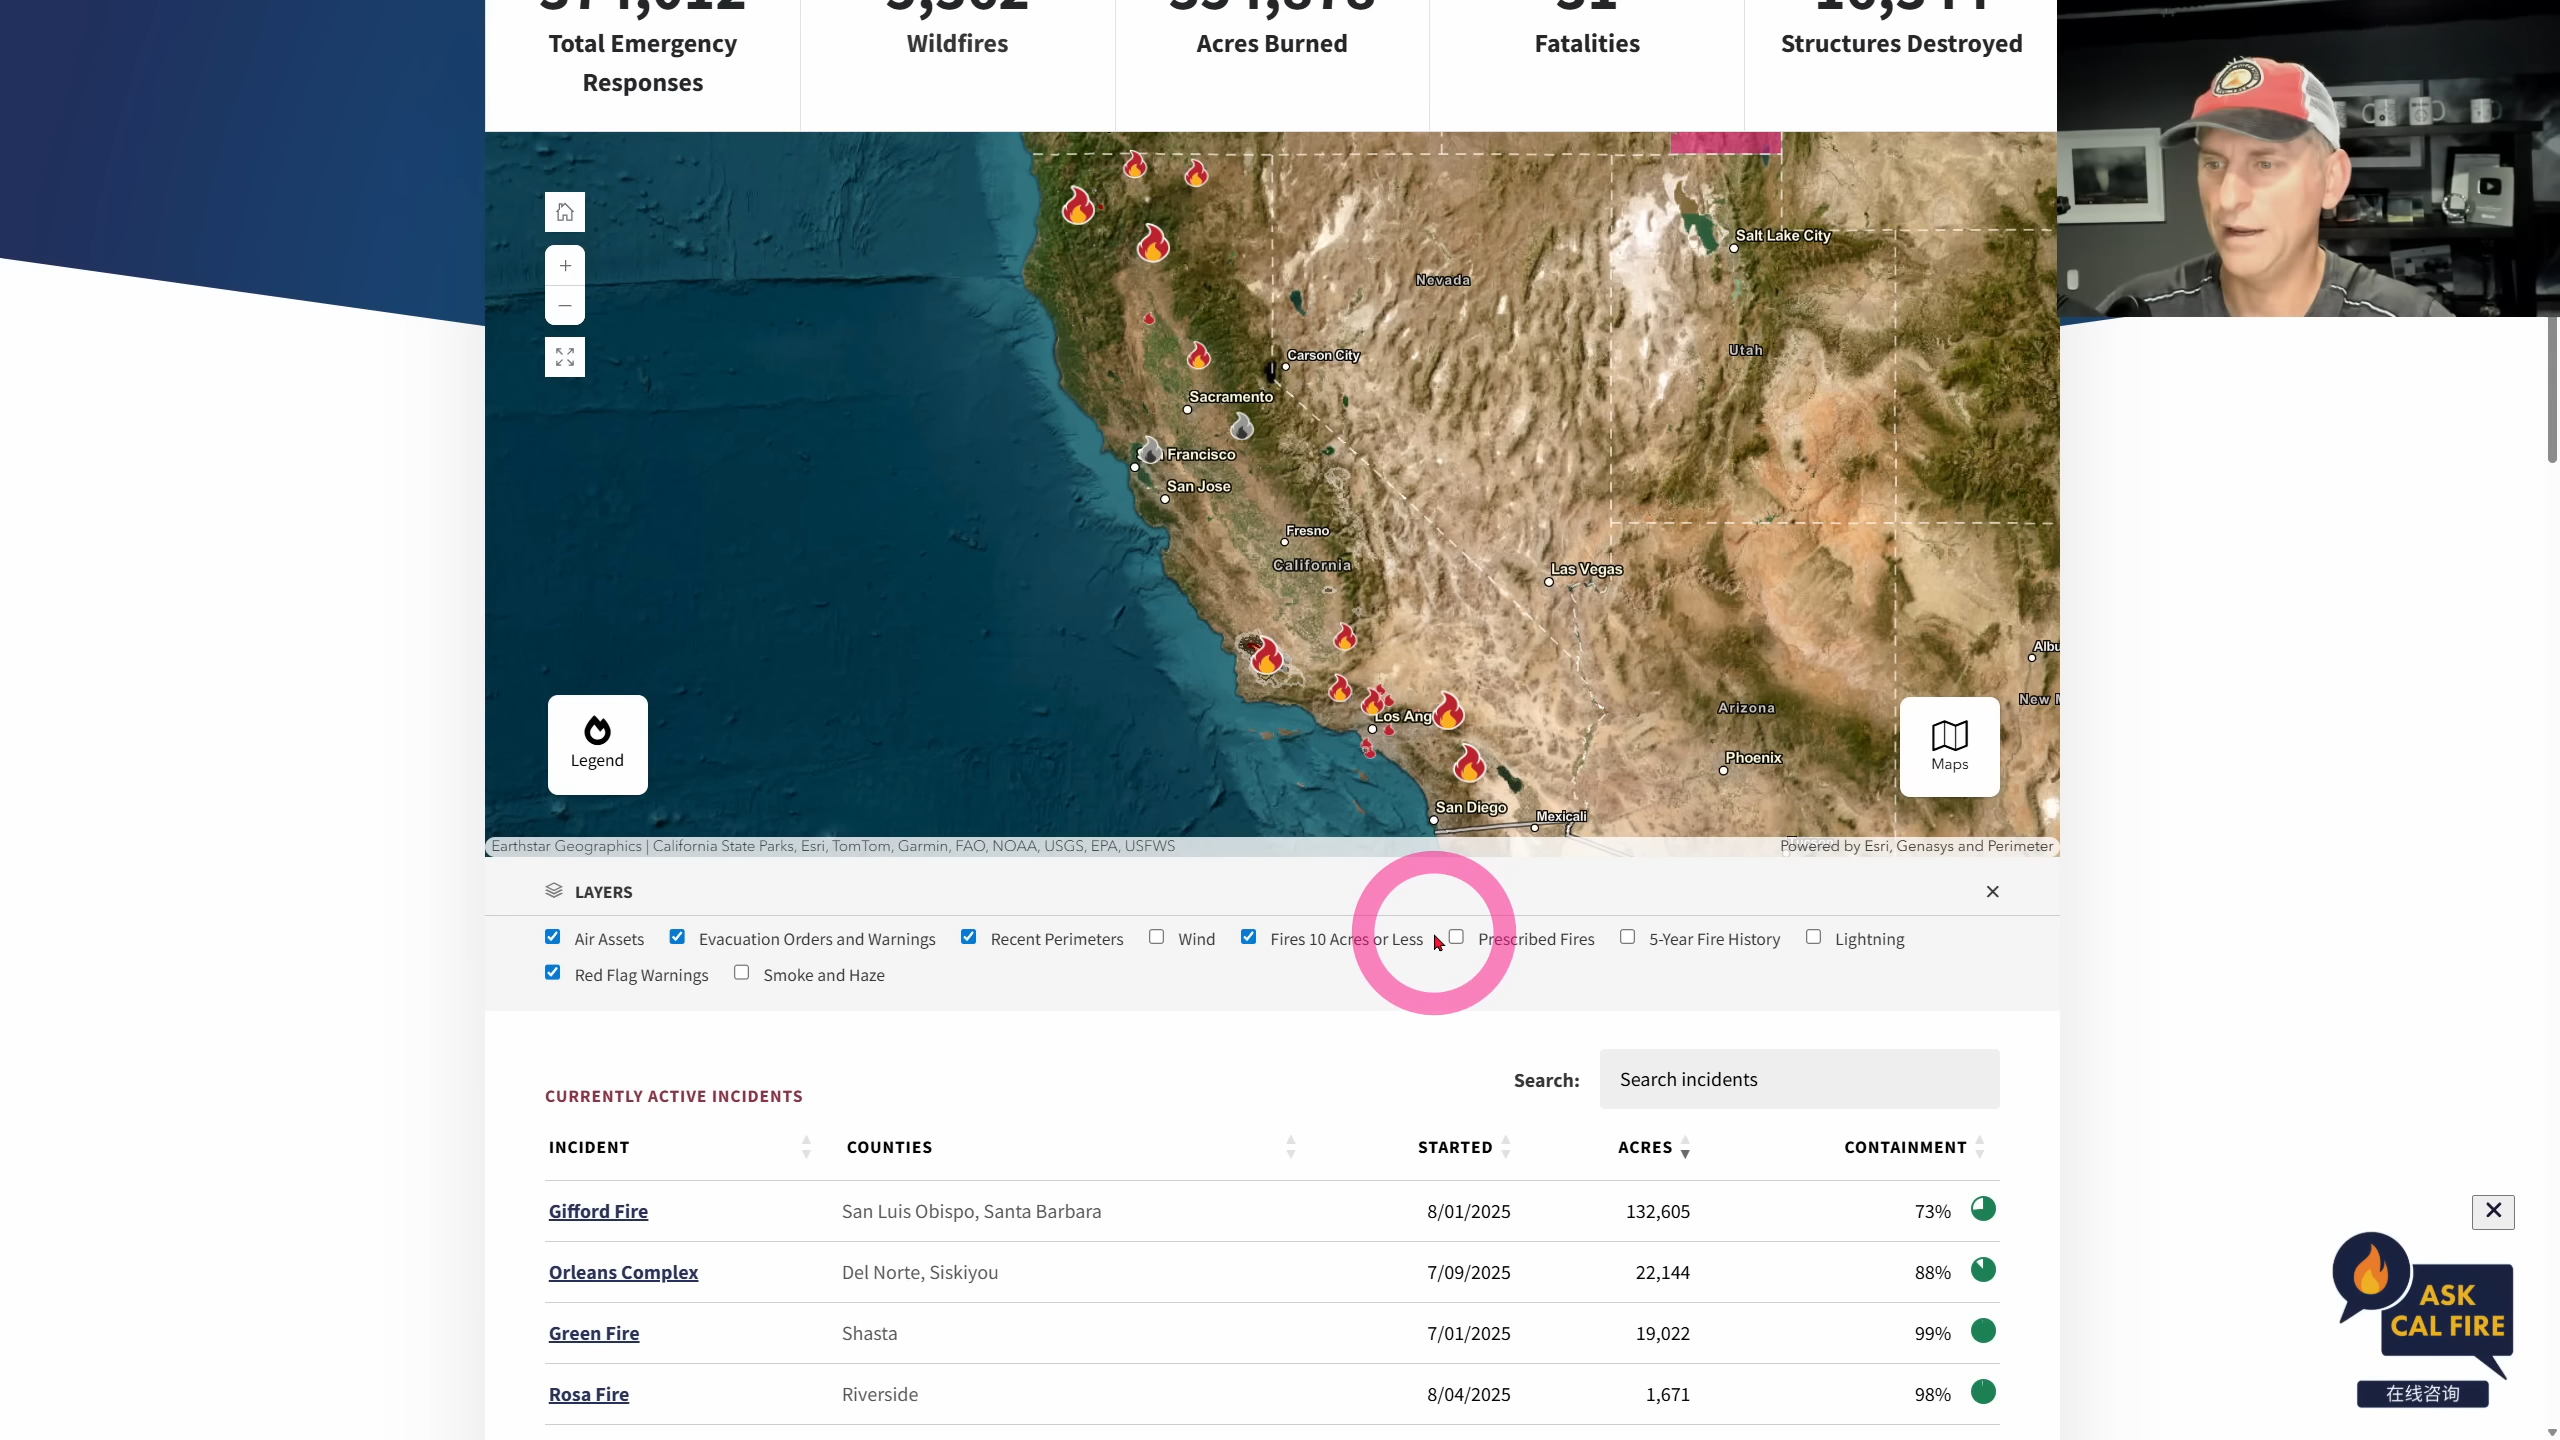 Total Emergency
Responses
Wildfires
Acres Burned
Fatalities
Structures Destroyed
Salt Lake City
Nevada
Carson City
Utah
Sacramento
Francisco
San Jose
Fresno
California
Las Vegas
Arizona
Los Ang
Phoenix
San Diego
Mexicali
Legend
Maps
Earthstar Geographics | California State Parks, Esri, TomTom, Garmin, FAO, NOAA, USGS, EPA, USFWS
Powered by Esri, Genasys and Perimeter
LAYERS
Air Assets Evacuation Orders and Warnings Recent Perimeters Wind Fires 10 Acres or Less Prescribed Fires 5-Year Fire History Lightning
Red Flag Warnings Smoke and Haze
Search: Search incidents
CURRENTLY ACTIVE INCIDENTS
INCIDENT COUNTIES STARTED ACRES CONTAINMENT
Gifford Fire San Luis Obispo, Santa Barbara 8/01/2025 132,605 73%
Orleans Complex Del Norte, Siskiyou 7/09/2025 22,144 88%
Green Fire Shasta 7/01/2025 19,022 99%
Rosa Fire Riverside 8/04/2025 1,671 98%
ASK
CAL FIRE
在线咨询